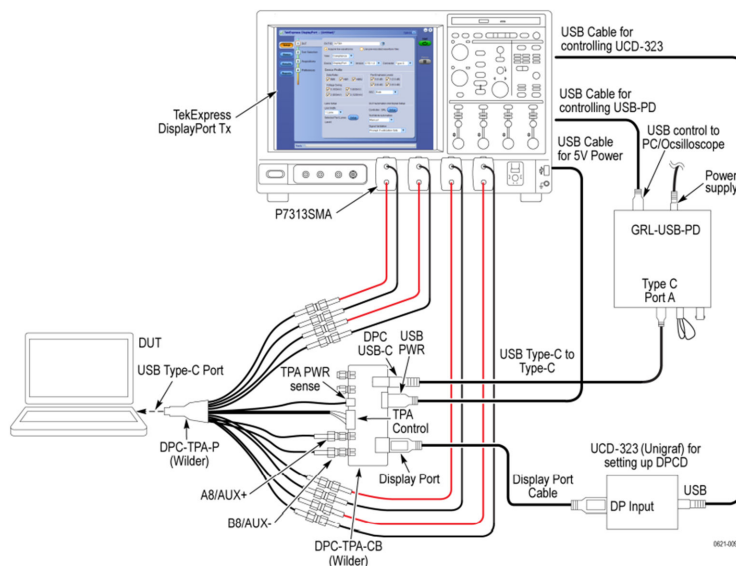 USB Cable for
controlling UCD-323
USB Cable for
controlling USB-PD
USB control to
PC/Ocsilloscope
USB Cable
for 5V Power
Power
supply
TekExpress
DisplayPort Tx
P7313SMA
GRL-USB-PD
Type C
Port A
DUT
USB Type-C Port
DPC
USB-C
USB
PWR
USB Type-C to
Type-C
TPA PWR
sense
TPA
Control
DPC-TPA-P
(Wilder)
A8/AUX+
B8/AUX-
Display Port
DPC-TPA-CB
(Wilder)
UCD-323 (Unigraf) for
setting up DPCD
Display Port
Cable
DP Input
USB